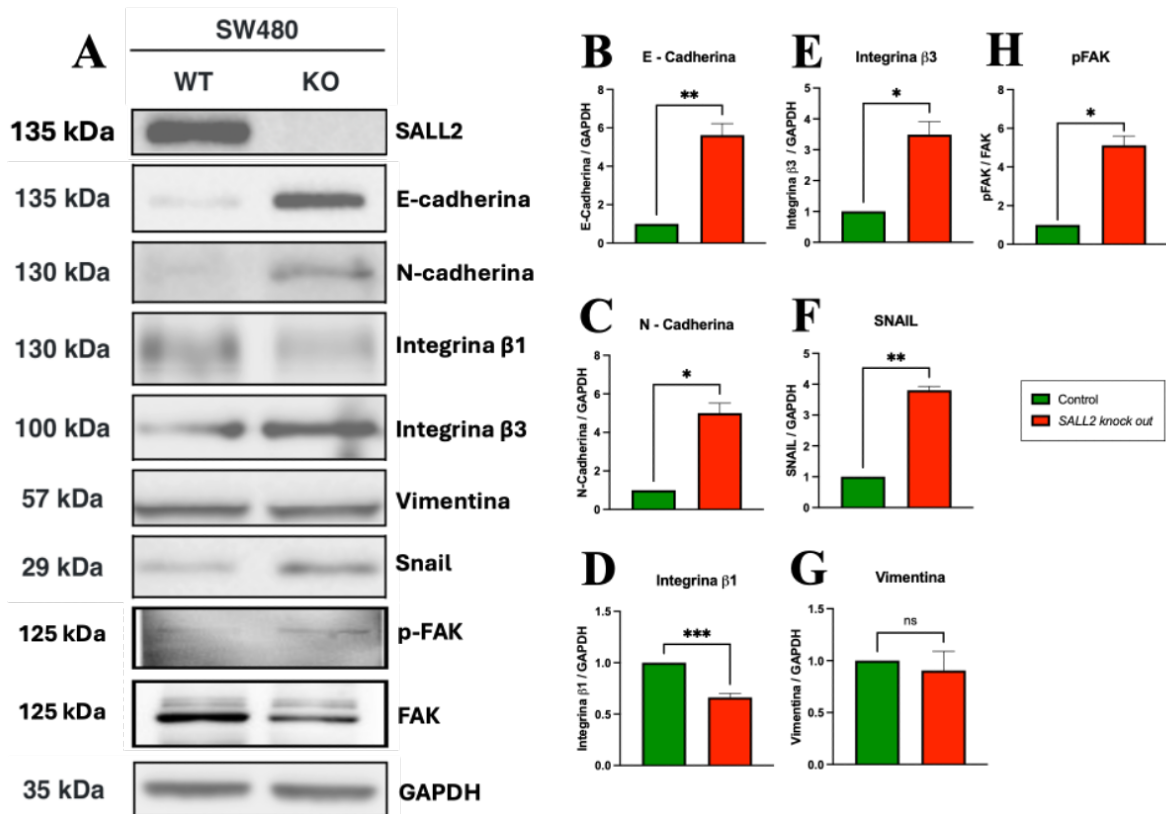 A
SW480
WT KO
135 kDa SALL2
135 kDa E-cadherina
130 kDa N-cadherina
130 kDa Integrina β1
100 kDa Integrina β3
57 kDa Vimentina
29 kDa Snail
125 kDa p-FAK
125 kDa FAK
35 kDa GAPDH
B
E - Cadherina
E-Cadherina / GAPDH
8
6
4
2
0
**
E
Integrina β3
Integrina β3 / GAPDH
5
4
3
2
1
0
*
H
pFAK
pFAK / FAK
8
6
4
2
0
*
C
N - Cadherina
N-Cadherina / GAPDH
8
6
4
2
0
*
F
SNAIL
SNAIL / GAPDH
5
4
3
2
1
0
**
Control
SALL2 knock out
D
Integrina β1
Integrina β1 / GAPDH
1.5
1.0
0.5
0.0
***
G
Vimentina
Vimentina / GAPDH
1.5
1.0
0.5
0.0
ns